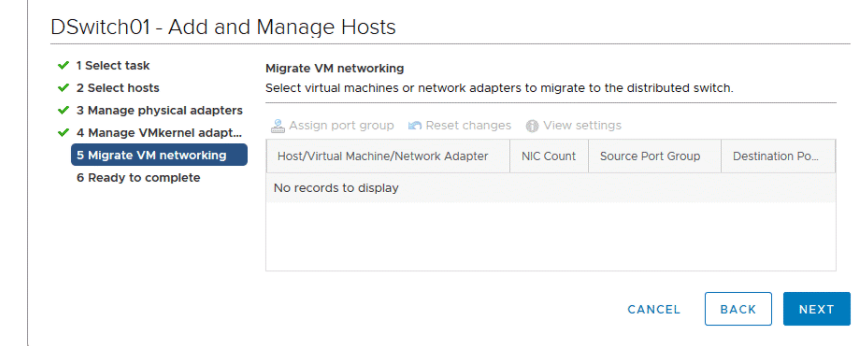 DSwitch01 - Add and Manage Hosts
1 Select task
2 Select hosts
3 Manage physical adapters
4 Manage VMkernel adapt...
5 Migrate VM networking
6 Ready to complete
Migrate VM networking
Select virtual machines or network adapters to migrate to the distributed switch.
Assign port group Reset changes View settings
Host/Virtual Machine/Network Adapter NIC Count Source Port Group Destination Po...
No records to display
CANCEL BACK NEXT